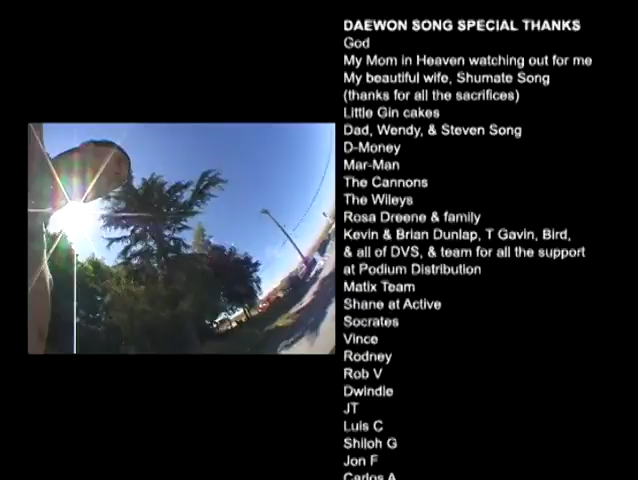 DAEWON SONG SPECIAL THANKS
God
My Mom in Heaven watching out for me
My beautiful wife, Shumate Song
(thanks for all the sacrifices)
Little Gin cakes
Dad, Wendy, & Steven Song
D-Money
Mar-Man
The Cannons
The Wileys
Rosa Dreene & family
Kevin & Brian Dunlap, T Gavin, Bird,
& all of DVS, & team for all the support
at Podium Distribution
Matix Team
Shane at Active
Socrates
Vince
Rodney
Rob V
Dwindle
JT
Luis C
Shiloh G
Jon F
Carlos A